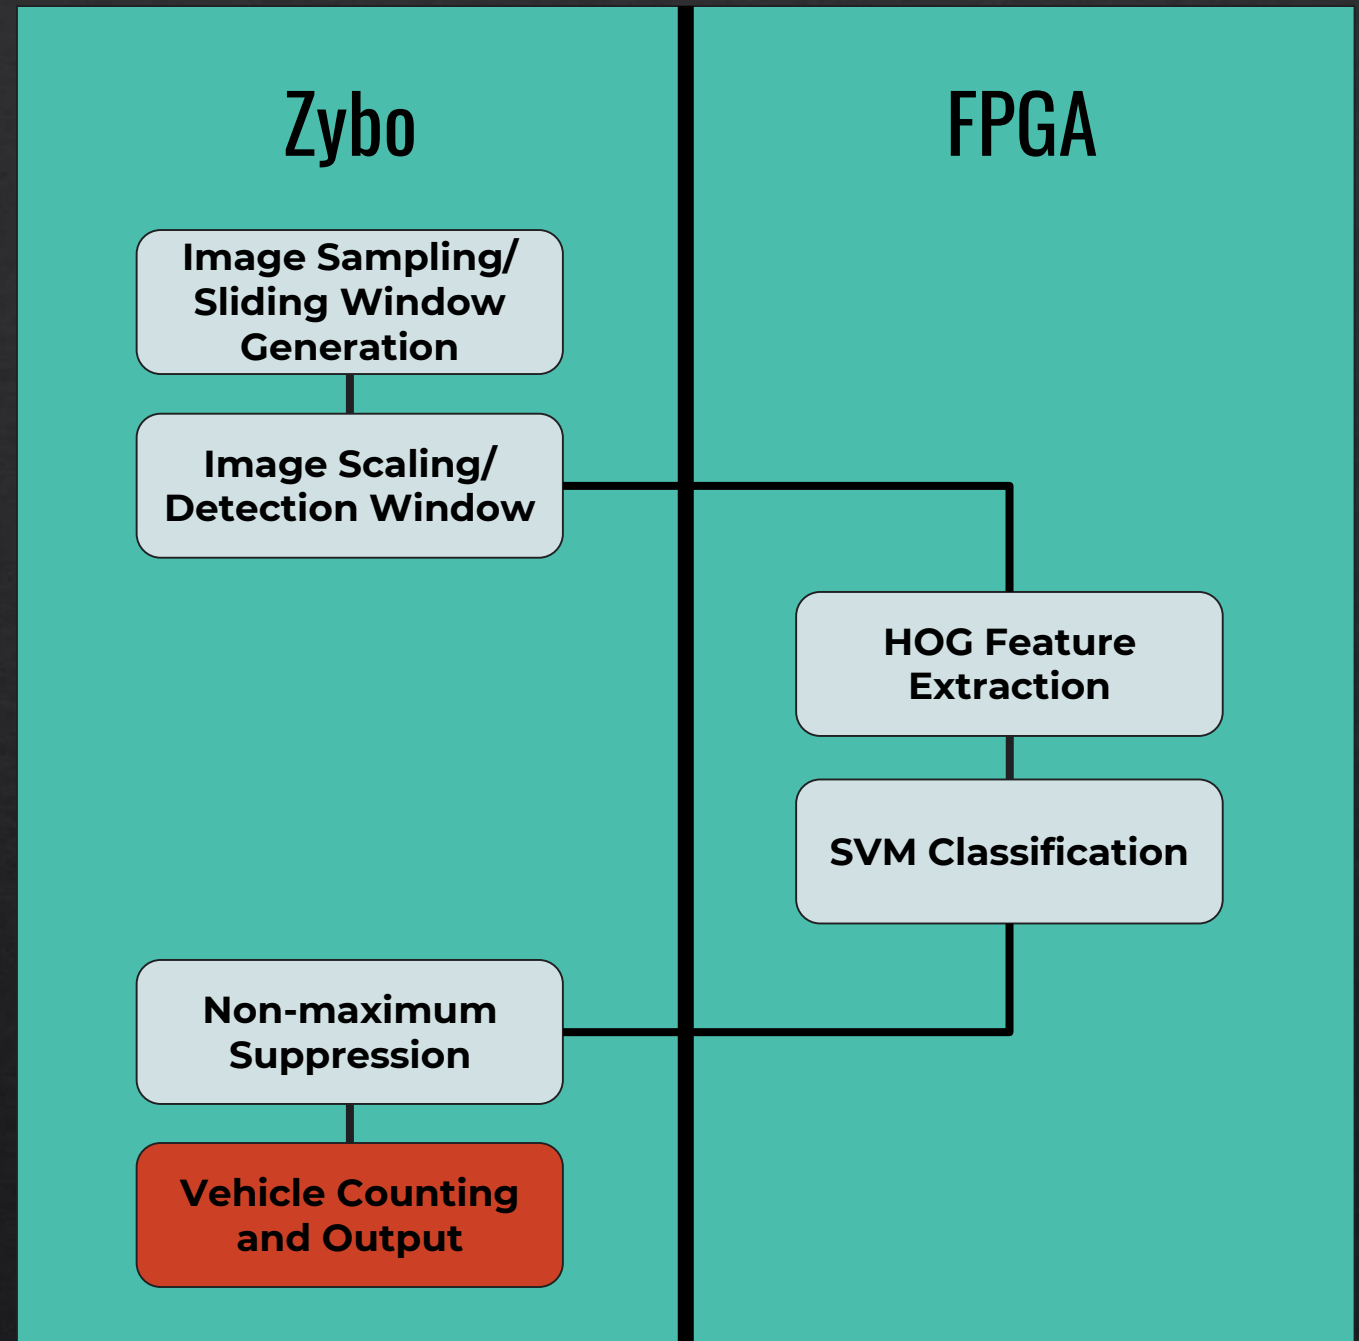 Zybo
FPGA
Image Sampling/
Sliding Window
Generation
Image Scaling/
Detection Window
HOG Feature
Extraction
SVM Classification
Non-maximum
Suppression
Vehicle Counting
and Output